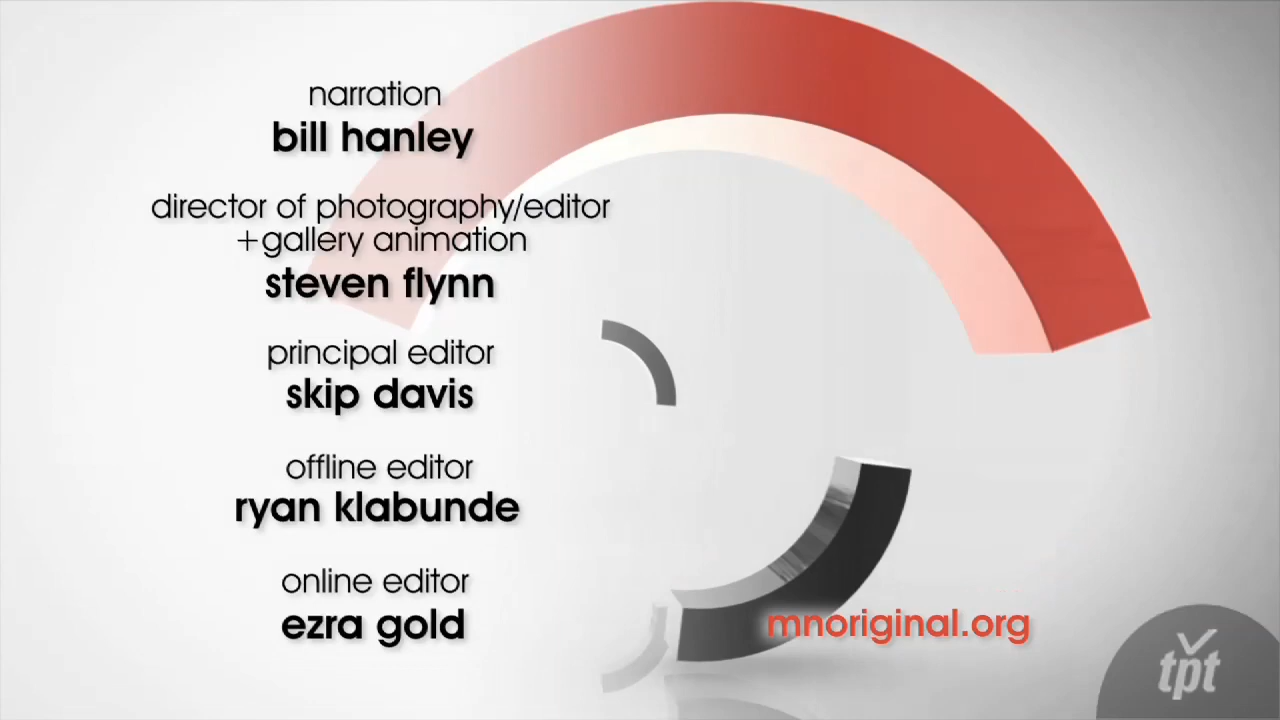 narration
bill hanley
director of photography/editor
+gallery animation
steven flynn
principal editor
skip davis
offline editor
ryan klabunde
online editor
ezra gold
mnoriginal.org
tpt